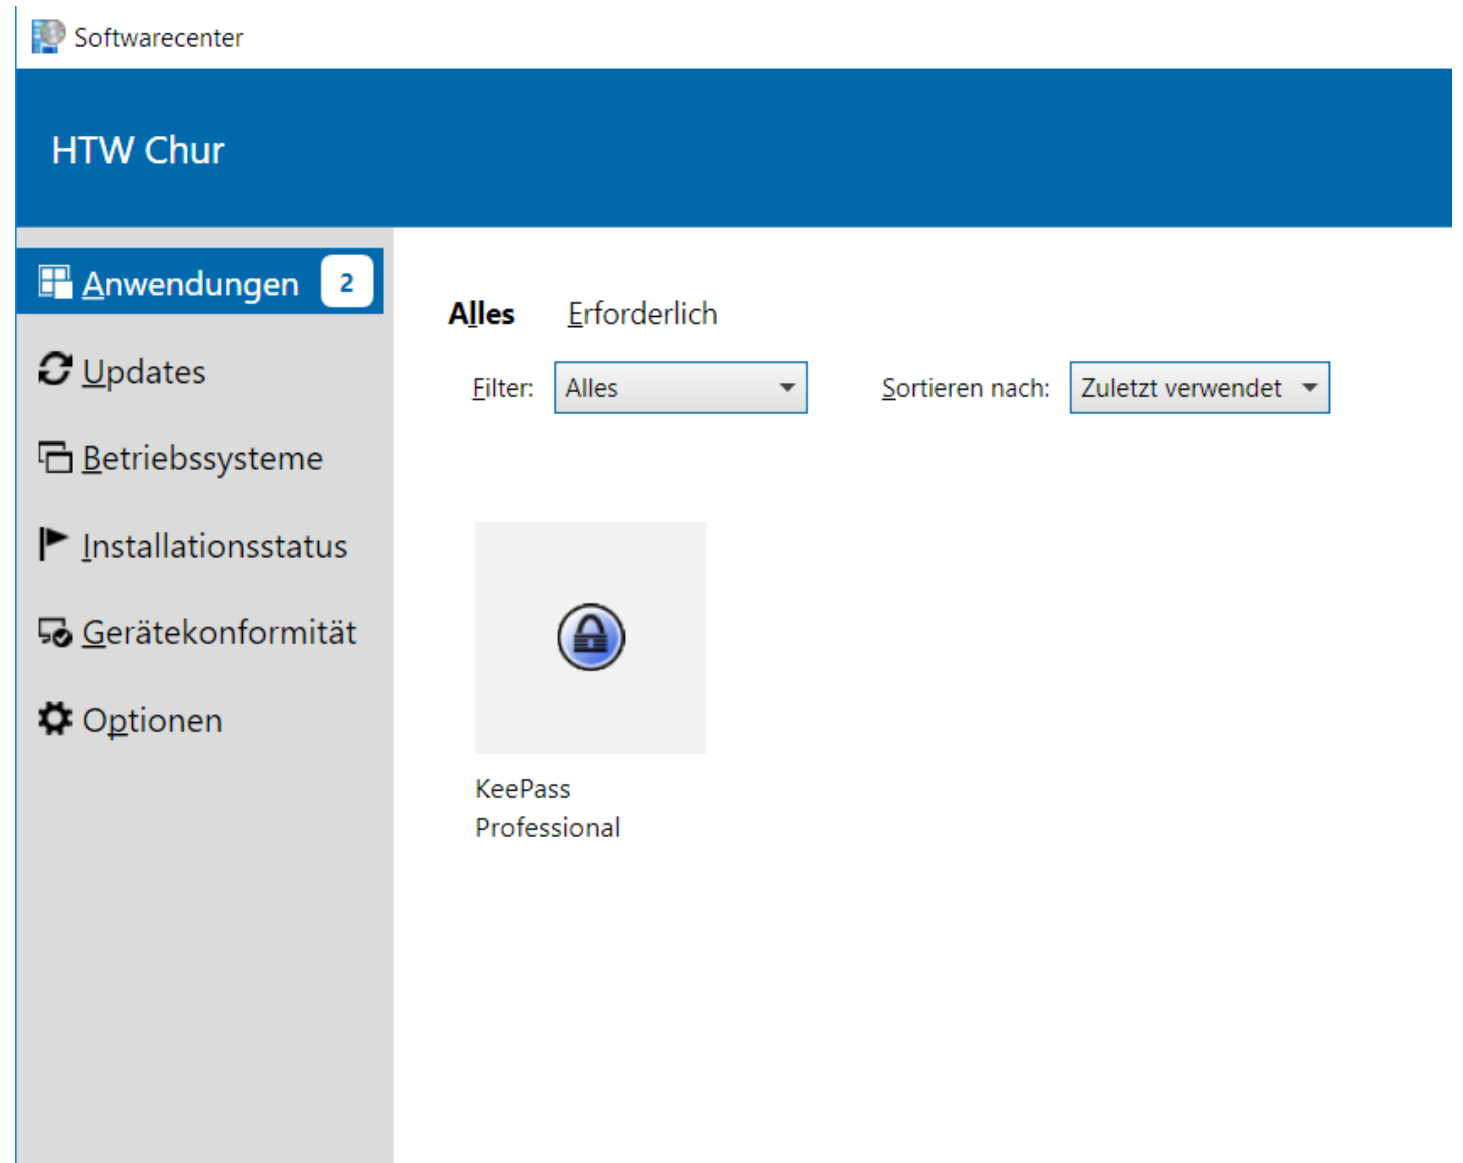 Softwarecenter
HTW Chur
Anwendungen 2
Updates
Betriebssysteme
Installationsstatus
Gerätekonformität
Optionen
Alles Erforderlich
Filter: Alles Sortieren nach: Zuletzt verwendet
KeePass
Professional